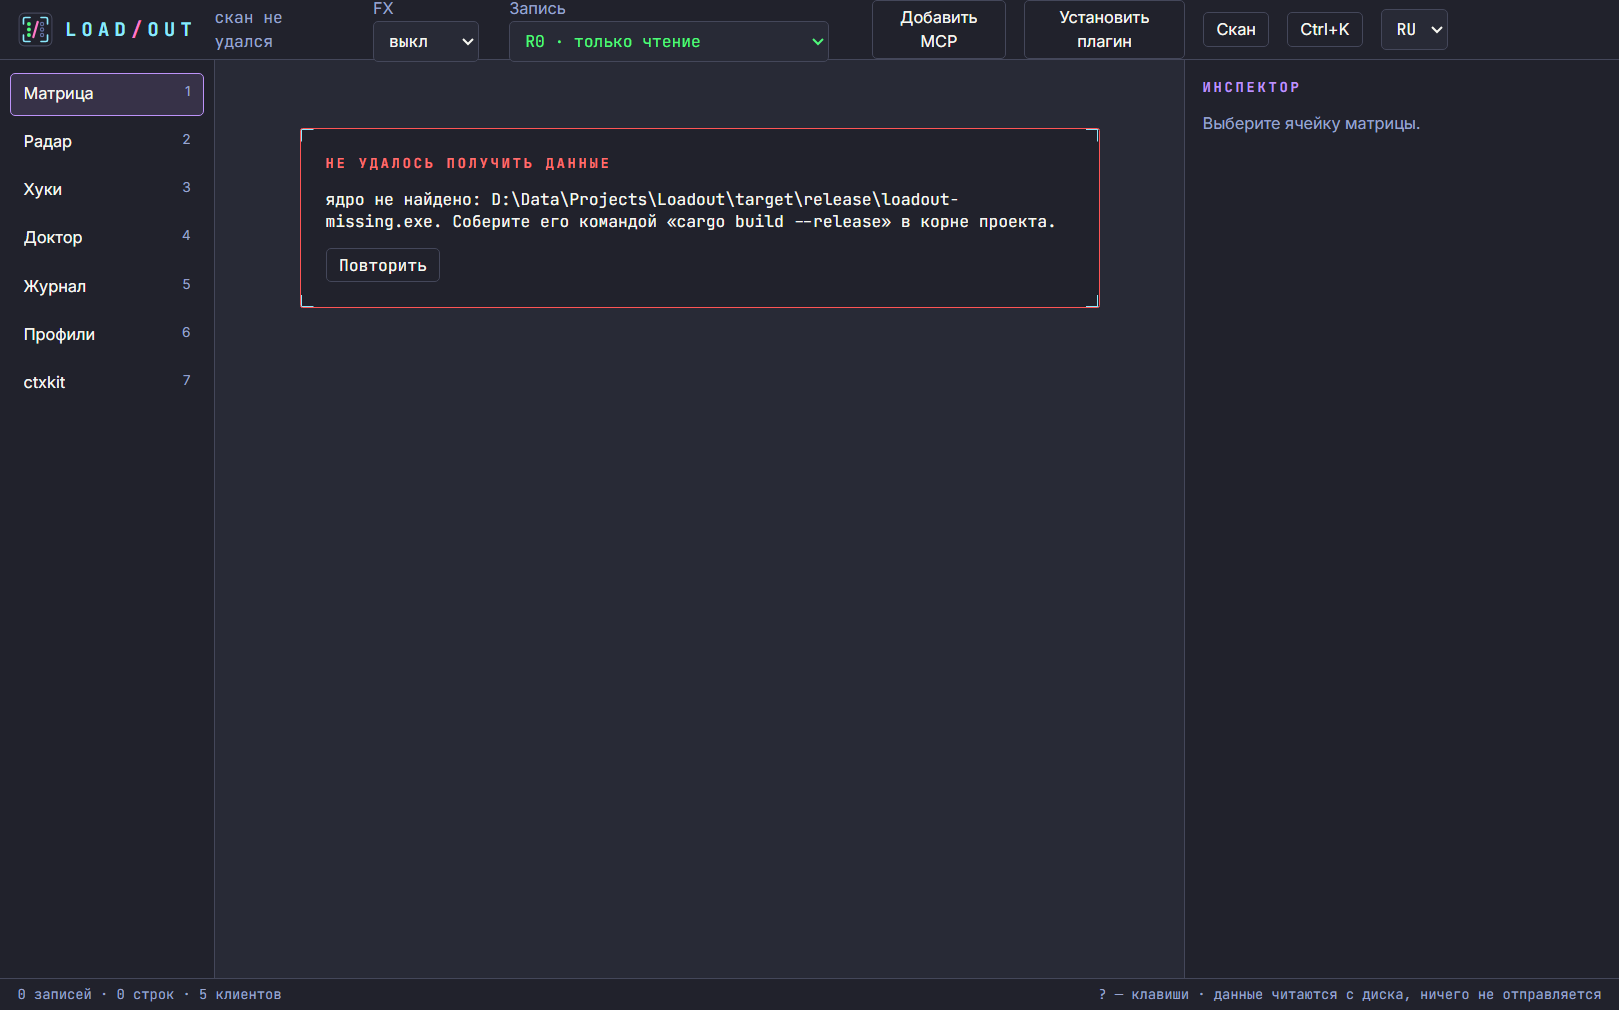 LOAD/OUT
скан не
удался
FX
выкл
Запись
R0 · только чтение
Добавить
MCP
Установить
плагин
Скан
Ctrl+K
RU
Матрица 1
Радар 2
Хуки 3
Доктор 4
Журнал 5
Профили 6
ctxkit 7
НЕ УДАЛОСЬ ПОЛУЧИТЬ ДАННЫЕ
ядро не найдено: D:\Data\Projects\Loadout\target\release\loadout-
missing.exe. Соберите его командой «cargo build --release» в корне проекта.
Повторить
ИНСПЕКТОР
Выберите ячейку матрицы.
0 записей · 0 строк · 5 клиентов
? — клавиши · данные читаются с диска, ничего не отправляется